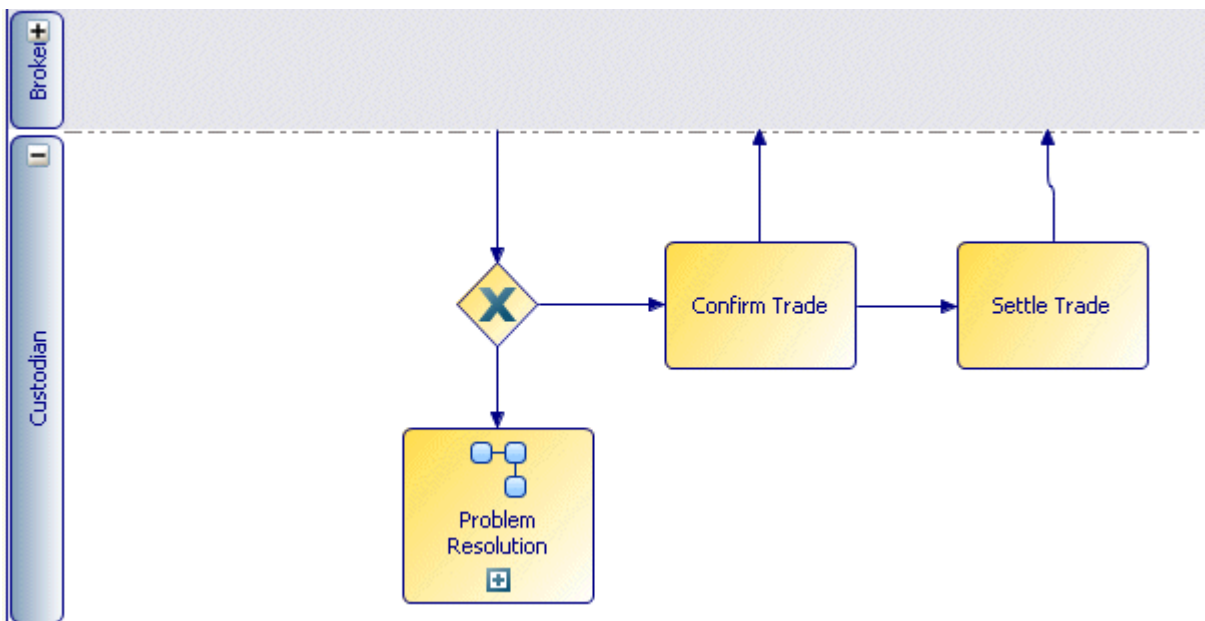 Broker
Custodian
Confirm Trade
Settle Trade
Problem
Resolution